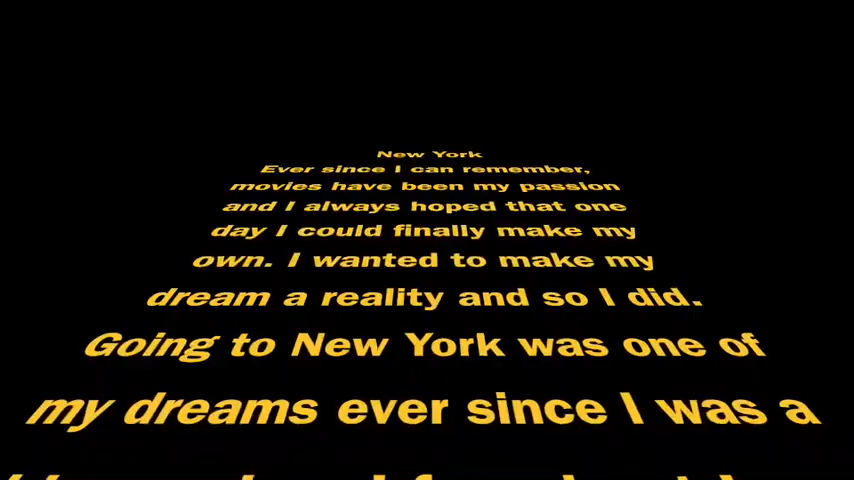 New York
Ever since I can remember,
movies have been my passion
and I always hoped that one
day I could finally make my
own. I wanted to make my
dream a reality and so I did.
Going to New York was one of
my dreams ever since I was a